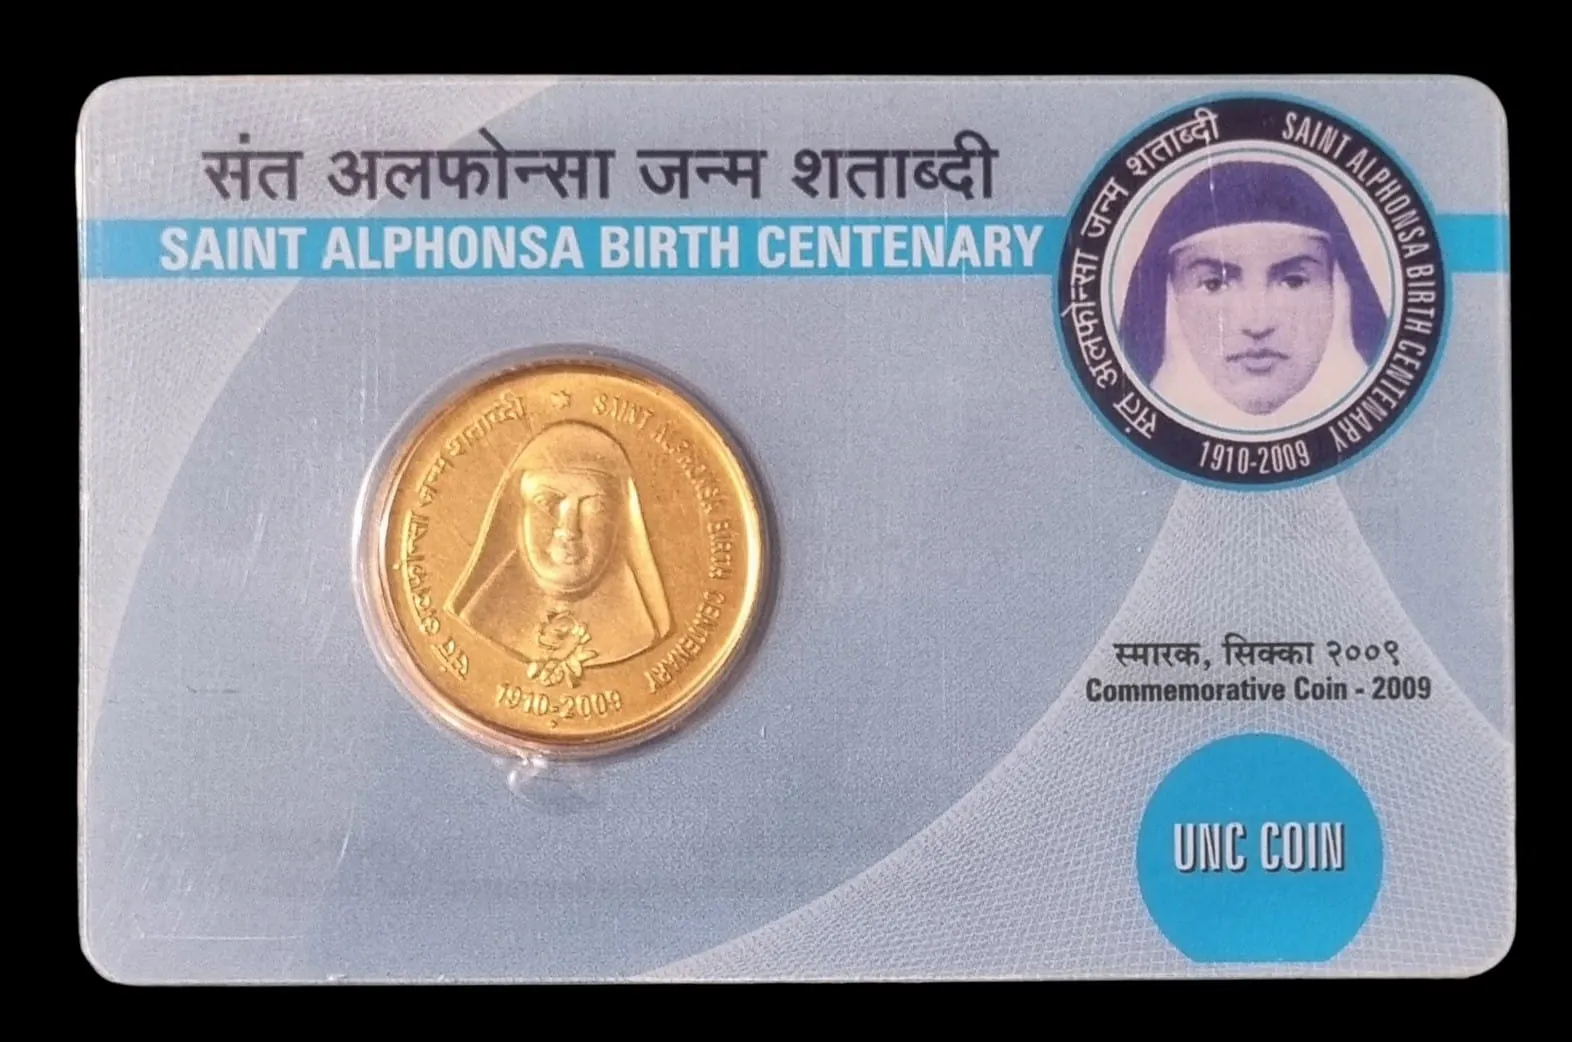 संत अलफोन्सा जन्म शताब्दी
SAINT ALPHONSA BIRTH CENTENARY
संत अलफोन्सा जन्म शताब्दी
SAINT ALPHONSA BIRTH CENTENARY
1910-2009
संत अलफोन्सा जन्म शताब्दी
SAINT ALPHONSA BIRTH CENTENARY
1910-2009
स्मारक, सिक्का २००९
Commemorative Coin - 2009
UNC COIN